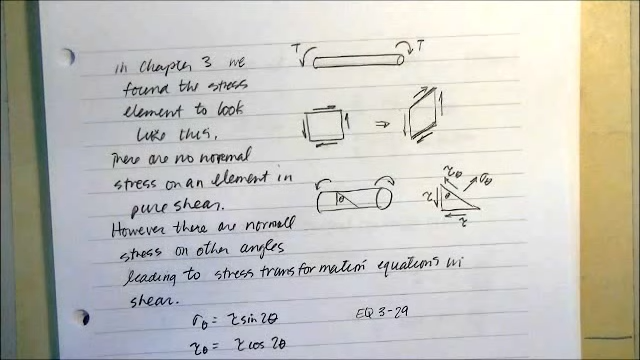 T T
in Chapter 3 we
found the stress
element to look
like this.
There are no normal
stress on an element in
pure shear.
However there are normal
stress on other angles
leading to stress transformation equations in
shear.
θ
τ θ τθ σθ
τ
σθ = τ sin 2θ EQ 3-29
τθ = τ cos 2θ